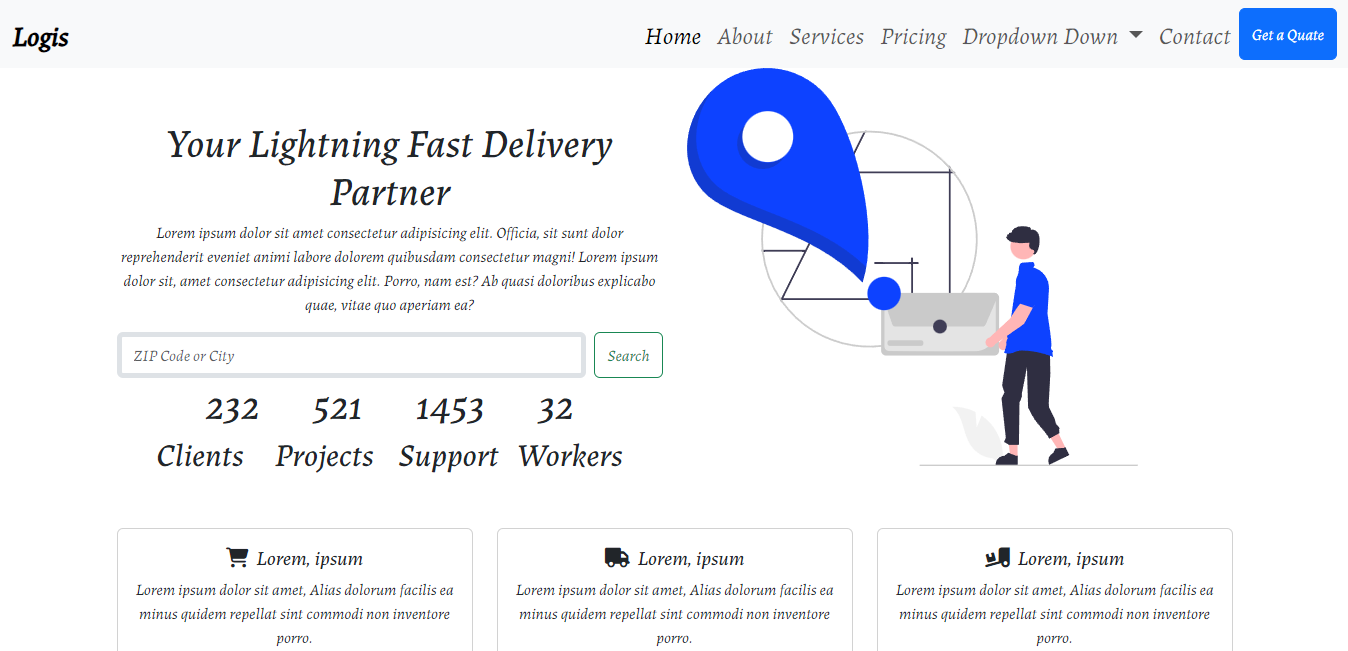 Logis
Home About Services Pricing Dropdown Down Contact Get a Quate
Your Lightning Fast Delivery
Partner
Lorem ipsum dolor sit amet consectetur adipisicing elit. Officia, sit sunt dolor
reprehenderit eveniet animi labore dolorem quibusdam consectetur magni! Lorem ipsum
dolor sit, amet consectetur adipisicing elit. Porro, nam est? Ab quasi doloribus explicabo
quae, vitae quo aperiam ea?
ZIP Code or City Search
232 521 1453 32
Clients Projects Support Workers
Lorem, ipsum
Lorem ipsum dolor sit amet, Alias dolorum facilis ea
minus quidem repellat sint commodi non inventore
porro.
Lorem, ipsum
Lorem ipsum dolor sit amet, Alias dolorum facilis ea
minus quidem repellat sint commodi non inventore
porro.
Lorem, ipsum
Lorem ipsum dolor sit amet, Alias dolorum facilis ea
minus quidem repellat sint commodi non inventore
porro.